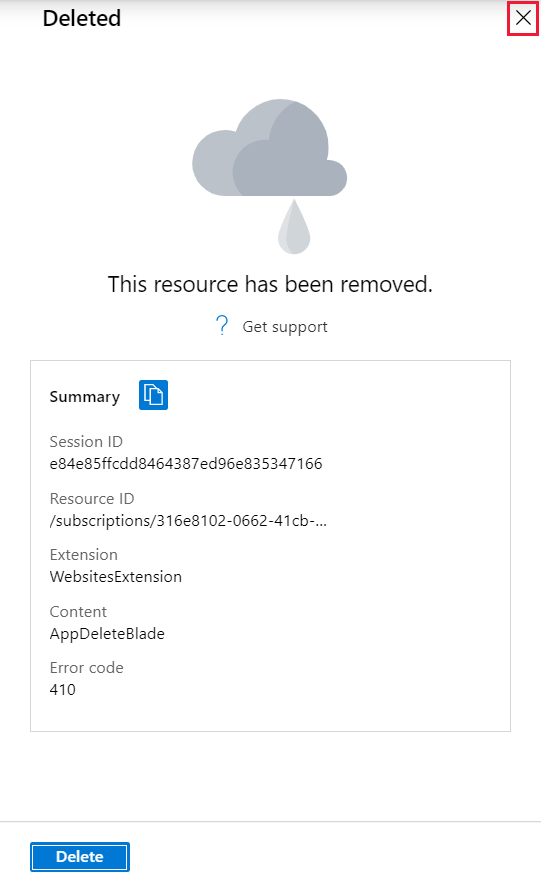 Deleted
This resource has been removed.
Get support
Summary
Session ID
e84e85ffcdd8464387ed96e835347166
Resource ID
/subscriptions/316e8102-0662-41cb-...
Extension
WebsitesExtension
Content
AppDeleteBlade
Error code
410
Delete